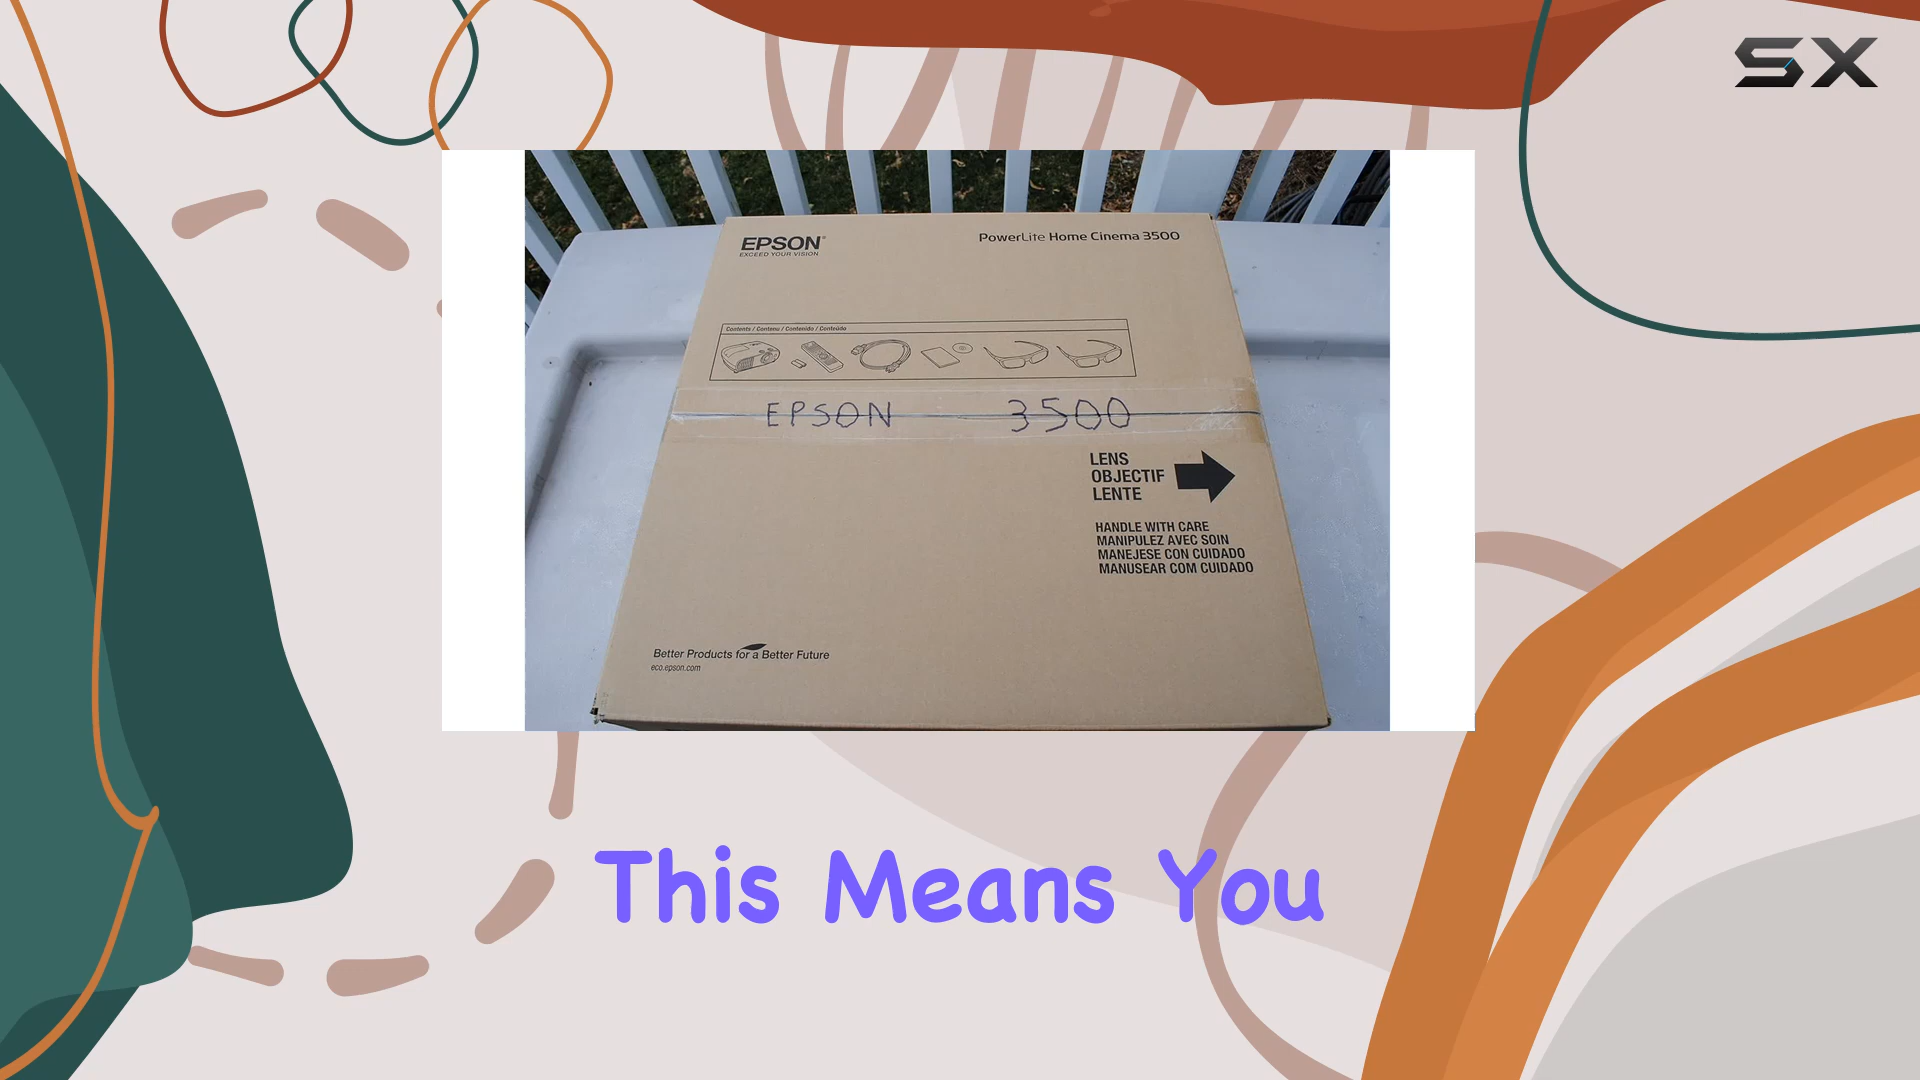 SX
EPSON
EXCEED YOUR VISION
PowerLite Home Cinema 3500
Contents / Contenu / Contenido / Conteúdo
EPSON 3500
LENS
OBJECTIF
LENTE
HANDLE WITH CARE
MANIPULEZ AVEC SOIN
MANEJESE CON CUIDADO
MANUSEAR COM CUIDADO
Better Products for a Better Future
eco.epson.com
This Means You